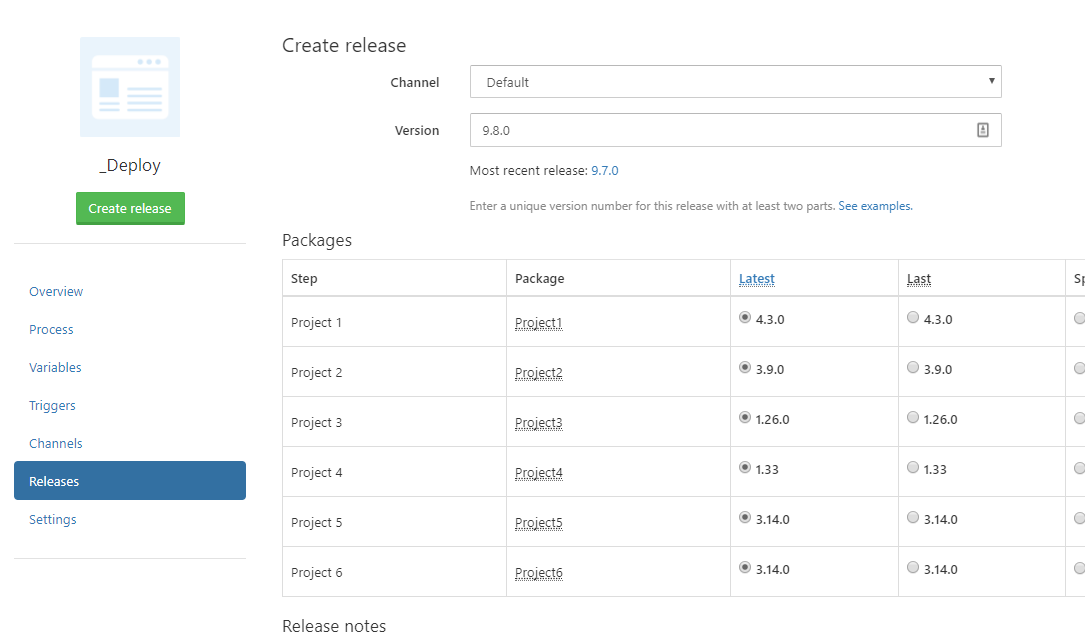 Create release
Channel Default
Version 9.8.0
Most recent release: 9.7.0
Enter a unique version number for this release with at least two parts. See examples.
_Deploy
Create release
Overview
Process
Variables
Triggers
Channels
Releases
Settings
Packages
Step Package Latest Last
Project 1 Project1 4.3.0 4.3.0
Project 2 Project2 3.9.0 3.9.0
Project 3 Project3 1.26.0 1.26.0
Project 4 Project4 1.33 1.33
Project 5 Project5 3.14.0 3.14.0
Project 6 Project6 3.14.0 3.14.0
Release notes